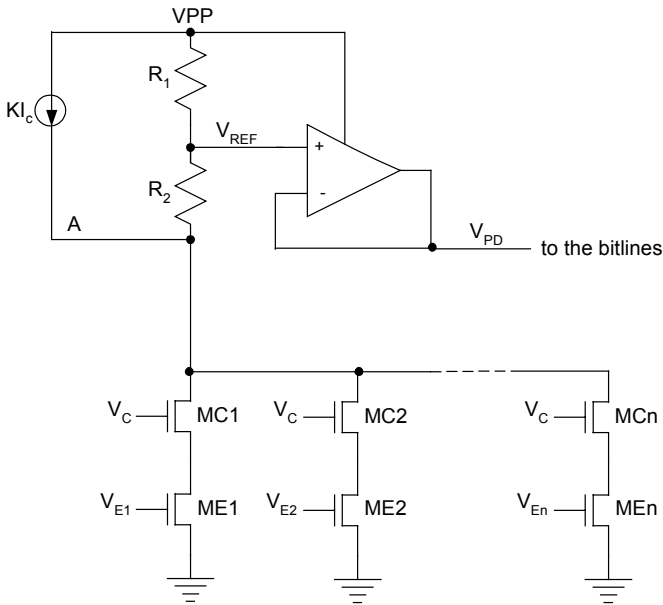 VPP
R1
KIc
VREF
+
-
R2
A
VPD
to the bitlines
VC MC1 VC MC2 VC MCn
VE1 ME1 VE2 ME2 VEn MEn